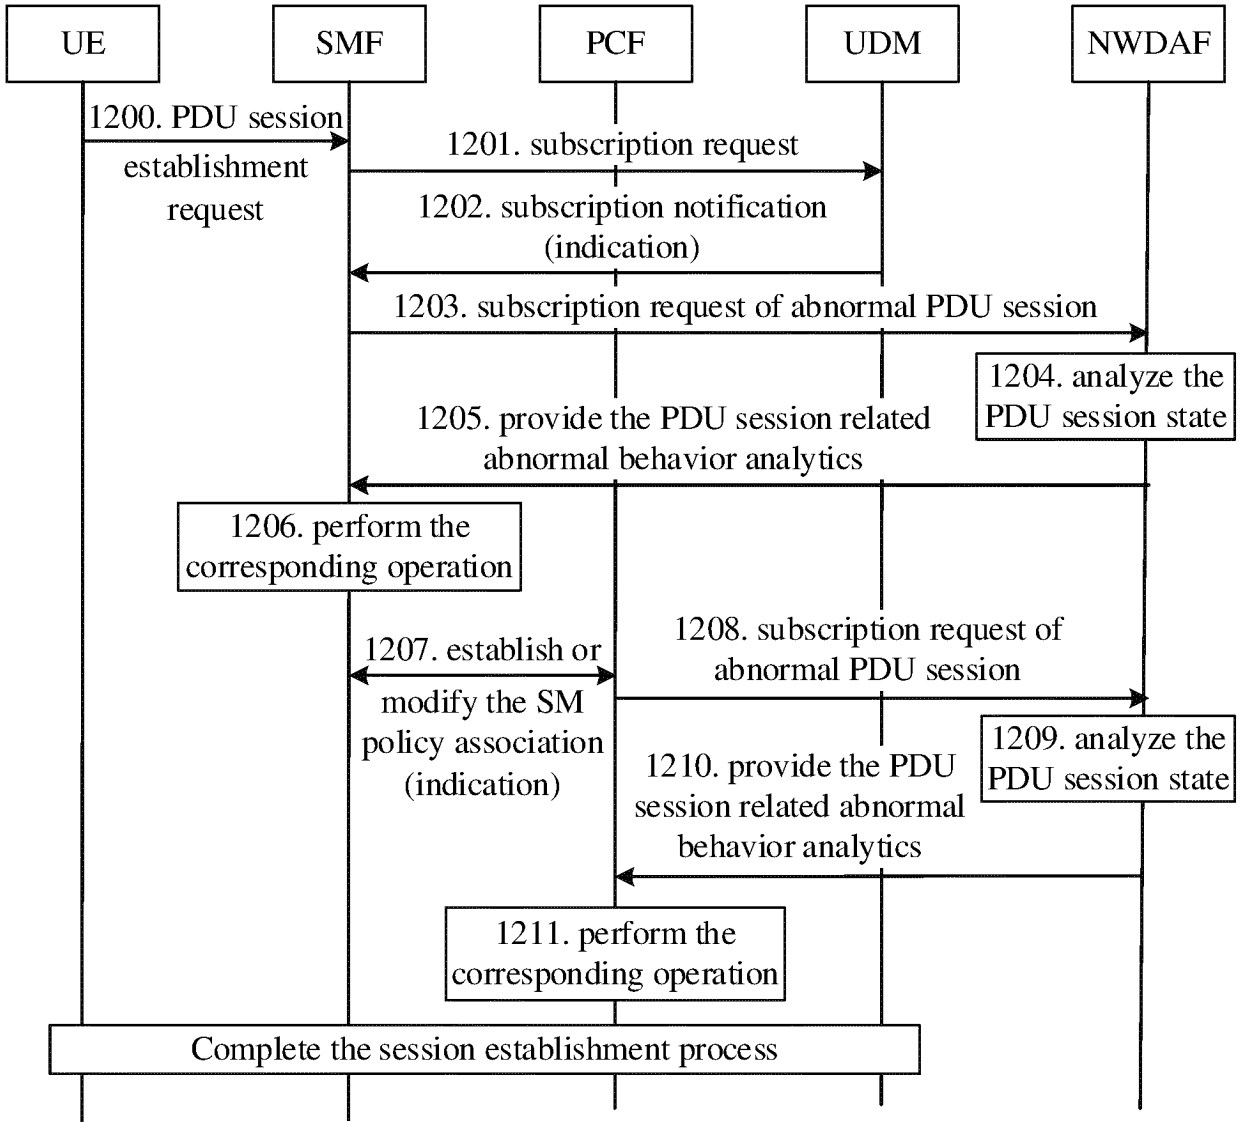 UE
SMF
PCF
UDM
NWDAF
1200. PDU session
establishment
request
1201. subscription request
1202. subscription notification
(indication)
1203. subscription request of abnormal PDU session
1204. analyze the
PDU session state
1205. provide the PDU session related
abnormal behavior analytics
1206. perform the
corresponding operation
1207. establish or
modify the SM
policy association
(indication)
1208. subscription request of
abnormal PDU session
1209. analyze the
PDU session state
1210. provide the PDU
session related abnormal
behavior analytics
1211. perform the
corresponding operation
Complete the session establishment process